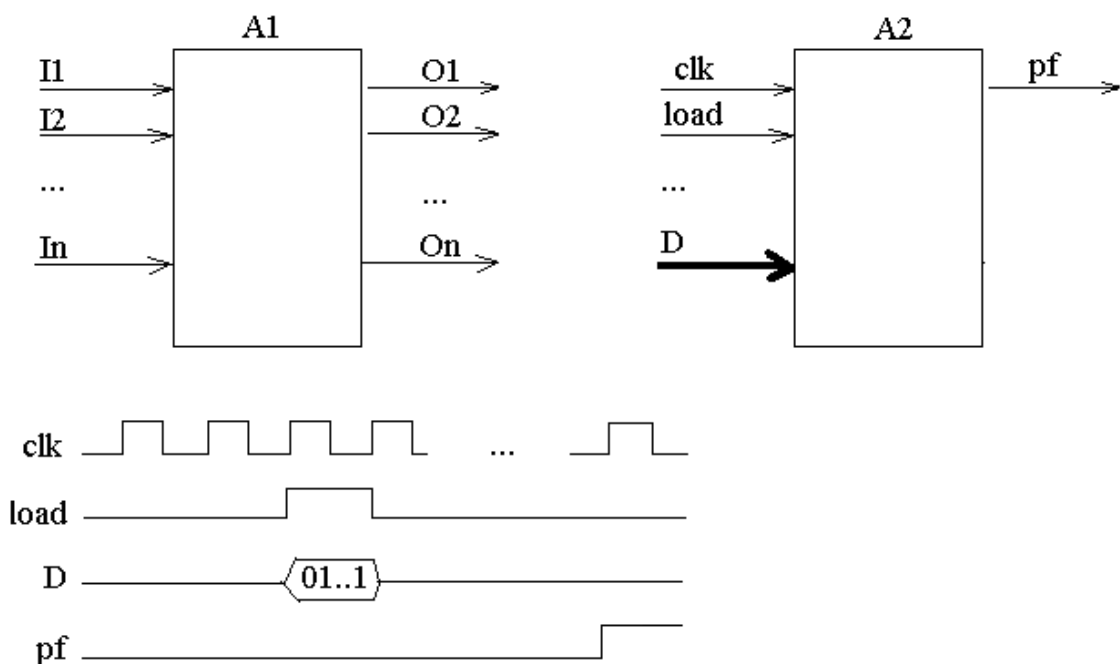 A1 A2
I1 O1 clk pf
I2 O2 load
... ... ...
In On D
clk ...
load
D 01..1
pf